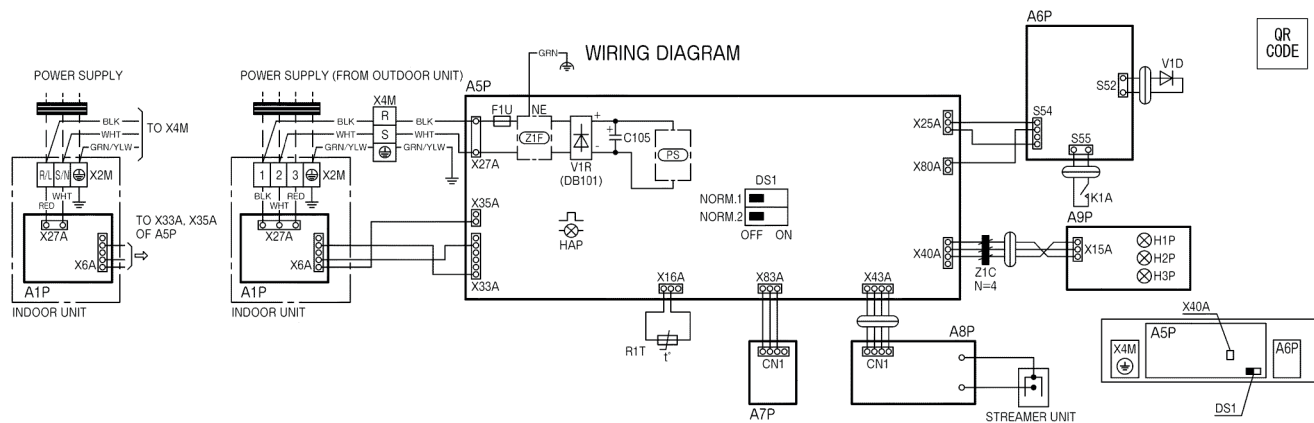 WIRING DIAGRAM
QR
CODE
POWER SUPPLY
BLK
WHT
GRN/YLW
TO X4M
R/L
S/N
X2M
WHT
RED
X27A
X6A
A1P
INDOOR UNIT
TO X33A, X35A
OF A5P
POWER SUPPLY (FROM OUTDOOR UNIT)
X4M
BLK
R
BLK
WHT
S
WHT
GRN/YLW
GRN/YLW
1
2
3
X2M
BLK
RED
WHT
X27A
X6A
A1P
INDOOR UNIT
A5P
GRN
F1U
NE
Z1F
X27A
+
-
V1R
(DB101)
+
C105
PS
X35A
X33A
HAP
DS1
NORM.1
NORM.2
OFF
ON
X25A
X80A
X40A
X16A
X83A
X43A
R1T
t°
CN1
A7P
CN1
A8P
STREAMER UNIT
A6P
S54
S52
V1D
S55
K1A
Z1C
N=4
A9P
X15A
H1P
H2P
H3P
X40A
X4M
A5P
A6P
DS1